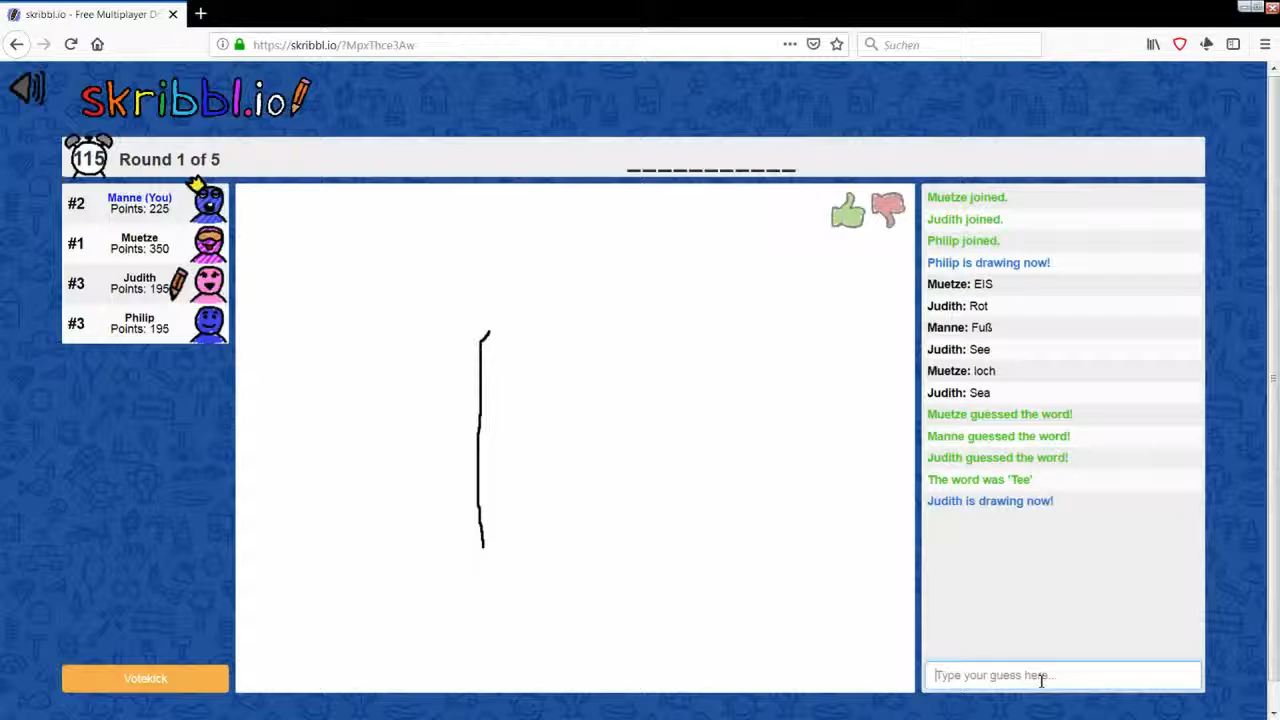 skribbl.io - Free Multiplayer Dr
https://skribbl.io/?MpxThce3Aw
Suchen
skribbl.io
115
Round 1 of 5
___________
#2
Manne (You)
Points: 225
#1
Muetze
Points: 350
#3
Judith
Points: 195
#3
Philip
Points: 195
Votekick
Muetze joined.
Judith joined.
Philip joined.
Philip is drawing now!
Muetze: EIS
Judith: Rot
Manne: Fuß
Judith: See
Muetze: loch
Judith: Sea
Muetze guessed the word!
Manne guessed the word!
Judith guessed the word!
The word was 'Tee'
Judith is drawing now!
Type your guess here...